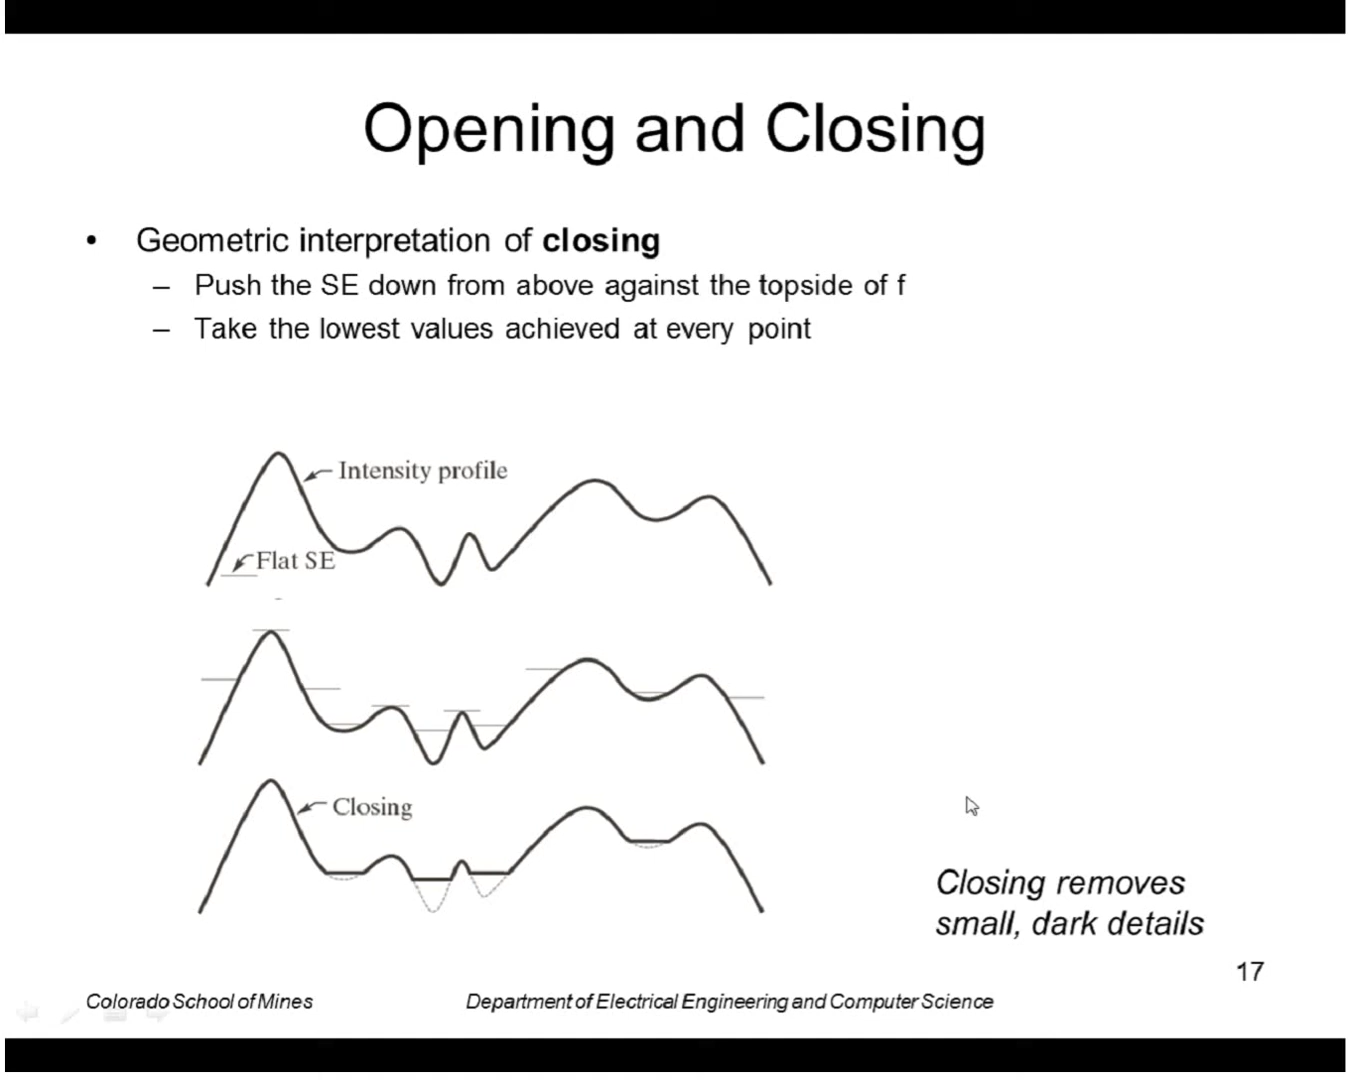 Opening and Closing
• Geometric interpretation of closing
– Push the SE down from above against the topside of f
– Take the lowest values achieved at every point
Intensity profile
Flat SE
Closing
Closing removes
small, dark details
17
Colorado School of Mines
Department of Electrical Engineering and Computer Science